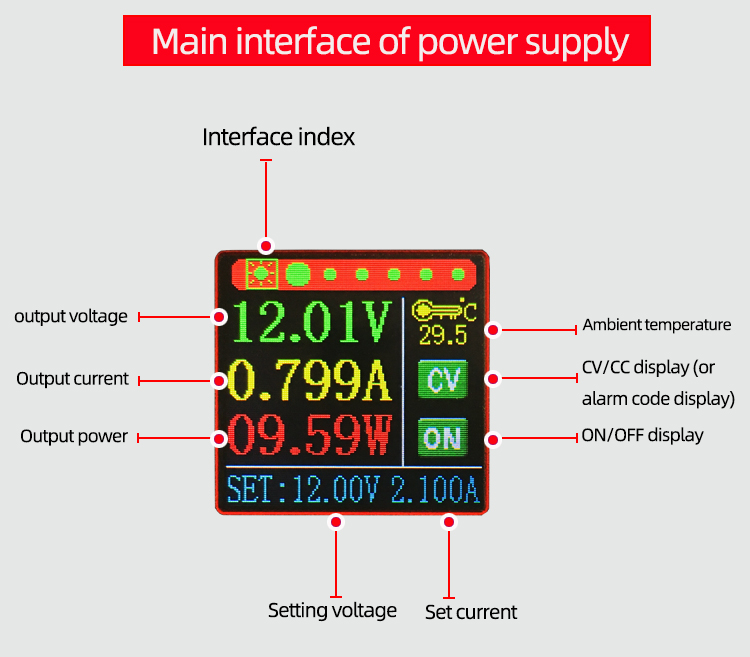 Main interface of power supply
Interface index
output voltage
Output current
Output power
12.01V
0.799A
09.59W
°C
29.5
CV
ON
SET:12.00V 2.100A
Ambient temperature
CV/CC display (or
alarm code display)
ON/OFF display
Setting voltage
Set current